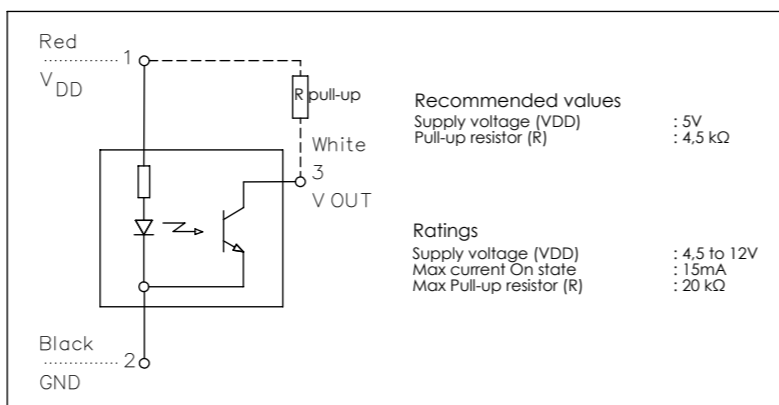 Red
1
VDD
R pull-up
White
3
V OUT
Black
2
GND
Recommended values
Supply voltage (VDD) : 5V
Pull-up resistor (R) : 4,5 kΩ
Ratings
Supply voltage (VDD) : 4,5 to 12V
Max current On state : 15mA
Max Pull-up resistor (R) : 20 kΩ